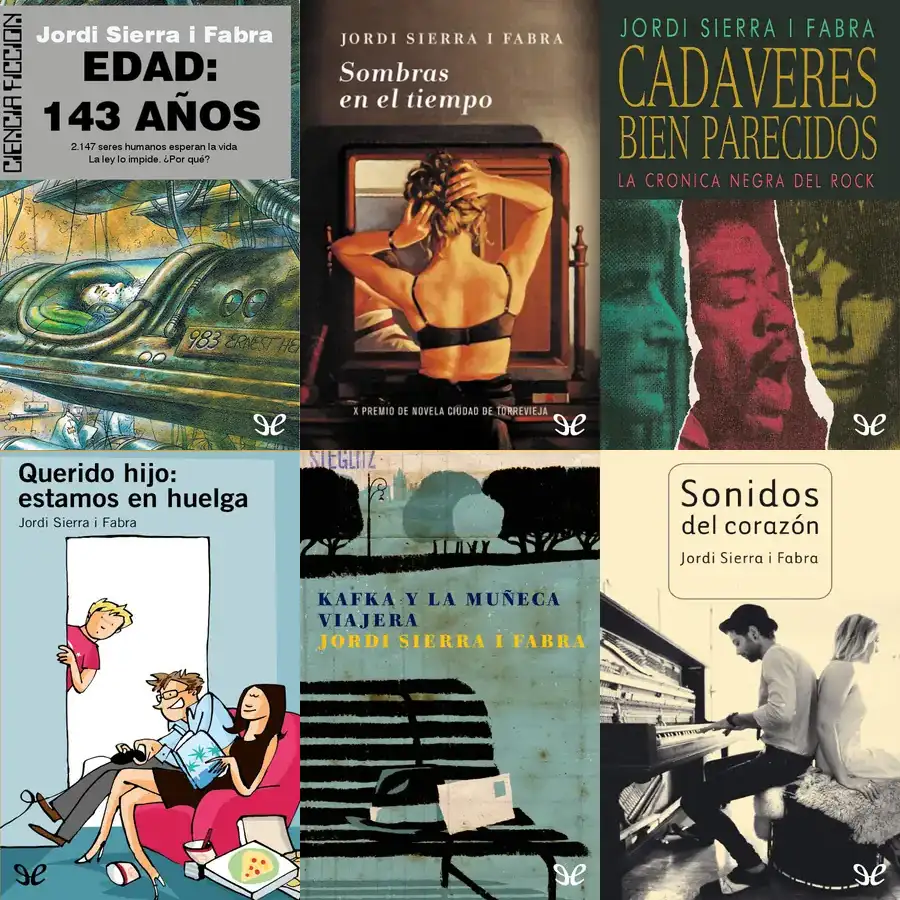 CIENCIA FICCION
Jordi Sierra i Fabra
EDAD:
143 AÑOS
2.147 seres humanos esperan la vida
La ley lo impide. ¿Por qué?
983 ERNEST HE
JORDI SIERRA I FABRA
Sombras
en el tiempo
X PREMIO DE NOVELA CIUDAD DE TORREVIEJA
JORDI SIERRA I FABRA
CADAVERES
BIEN PARECIDOS
LA CRONICA NEGRA DEL ROCK
Querido hijo:
estamos en huelga
Jordi Sierra i Fabra
STEGLITZ
KAFKA Y LA MUÑECA
VIAJERA
JORDI SIERRA I FABRA
Sonidos
del corazón
Jordi Sierra i Fabra